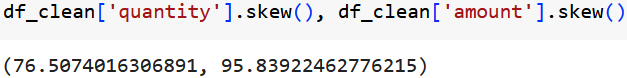 df_clean['quantity'].skew(), df_clean['amount'].skew()
(76.5074016306891, 95.83922462776215)